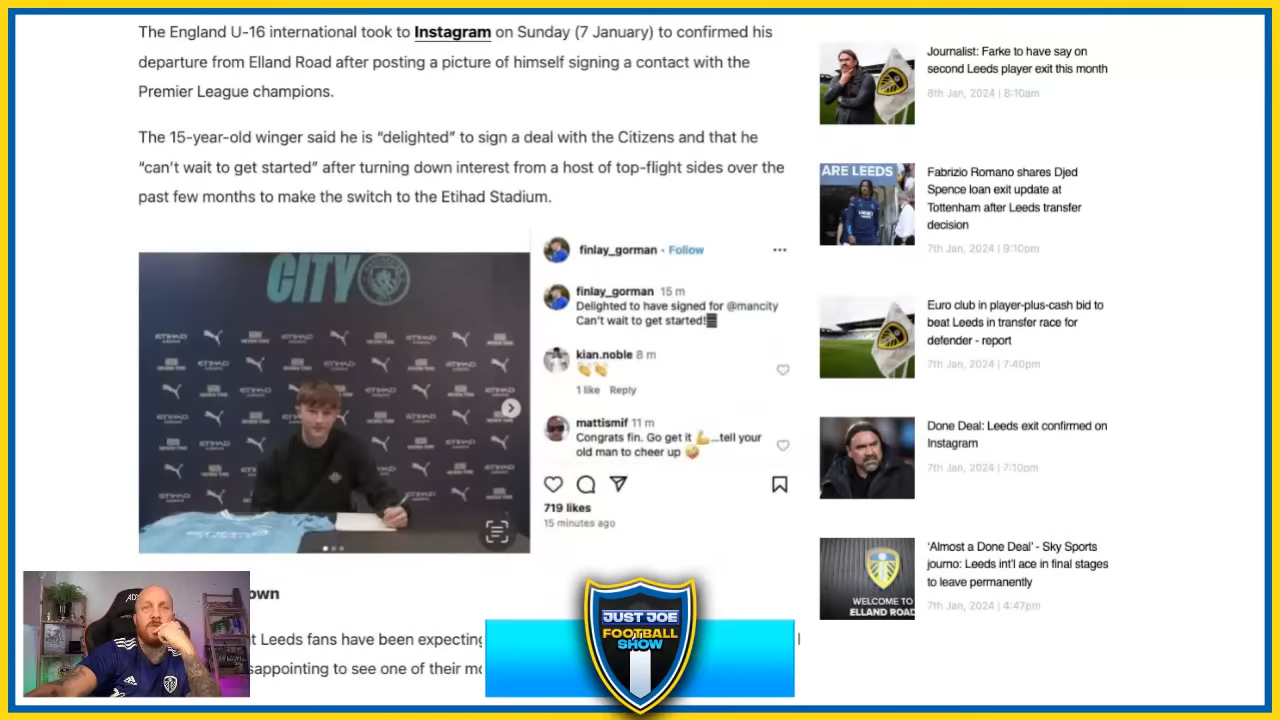 The England U-16 international took to Instagram on Sunday (7 January) to confirmed his
departure from Elland Road after posting a picture of himself signing a contact with the
Premier League champions.
The 15-year-old winger said he is “delighted” to sign a deal with the Citizens and that he
“can’t wait to get started” after turning down interest from a host of top-flight sides over the
past few months to make the switch to the Etihad Stadium.
CITY
finlay_gorman • Follow
finlay_gorman 15 m
Delighted to have signed for @mancity
Can't wait to get started!
kian.noble 8 m
1 like Reply
mattismif 11 m
Congrats fin. Go get it 💪...tell your
old man to cheer up 🤣
719 likes
15 minutes ago
own
t Leeds fans have been expecting
sappointing to see one of their mo
JUST JOE
FOOTBALL
SHOW
Journalist: Farke to have say on
second Leeds player exit this month
8th Jan, 2024 | 8:10am
ARE LEEDS
Fabrizio Romano shares Djed
Spence loan exit update at
Tottenham after Leeds transfer
decision
7th Jan, 2024 | 9:10pm
Euro club in player-plus-cash bid to
beat Leeds in transfer race for
defender - report
7th Jan, 2024 | 7:40pm
Done Deal: Leeds exit confirmed on
Instagram
7th Jan, 2024 | 7:10pm
‘Almost a Done Deal’ - Sky Sports
journo: Leeds int’l ace in final stages
to leave permanently
7th Jan, 2024 | 4:47pm
WELCOME TO
ELLAND ROAD